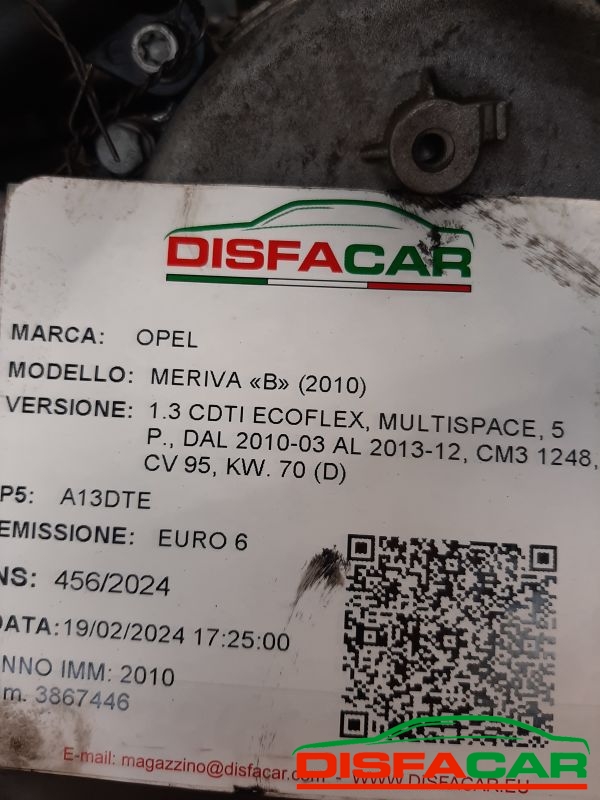 DISFACAR
MARCA: OPEL
MODELLO: MERIVA «B» (2010)
VERSIONE: 1.3 CDTI ECOFLEX, MULTISPACE, 5
P., DAL 2010-03 AL 2013-12, CM3 1248,
CV 95, KW. 70 (D)
P5: A13DTE
EMISSIONE: EURO 6
NS: 456/2024
DATA: 19/02/2024 17:25:00
NNO IMM: 2010
m. 3867446
E-mail: magazzino@disfacar.com - WWW.DISFACAR.EU
DISFACAR